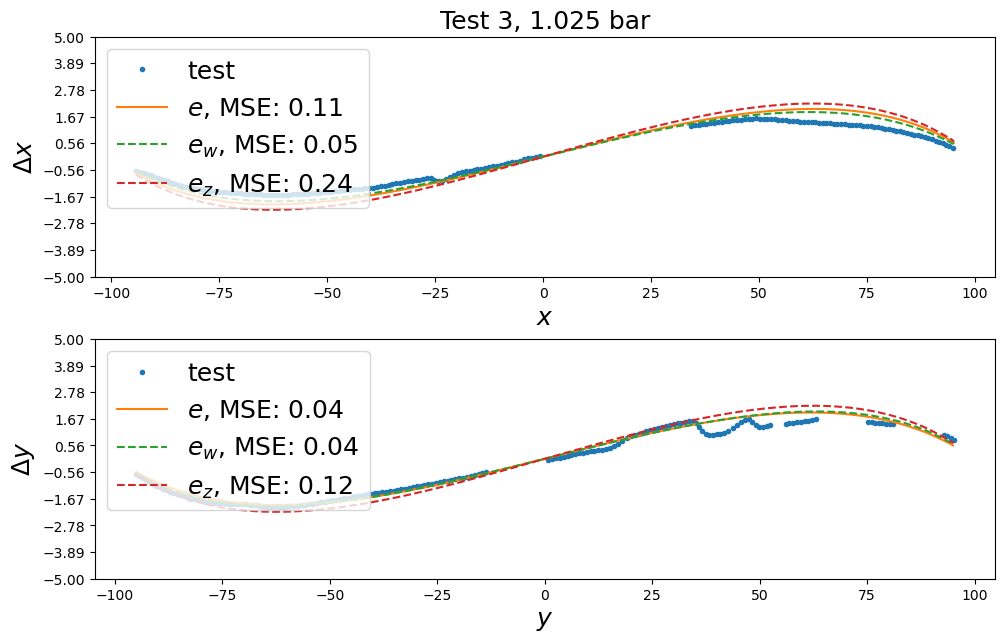 Test 3, 1.025 bar
5.00
3.89
2.78
1.67
0.56
−0.56
−1.67
−2.78
−3.89
−5.00
Δx
test
e, MSE: 0.11
e_w, MSE: 0.05
e_z, MSE: 0.24
−100 −75 −50 −25 0 25 50 75 100
x
5.00
3.89
2.78
1.67
0.56
−0.56
−1.67
−2.78
−3.89
−5.00
Δy
test
e, MSE: 0.04
e_w, MSE: 0.04
e_z, MSE: 0.12
−100 −75 −50 −25 0 25 50 75 100
y